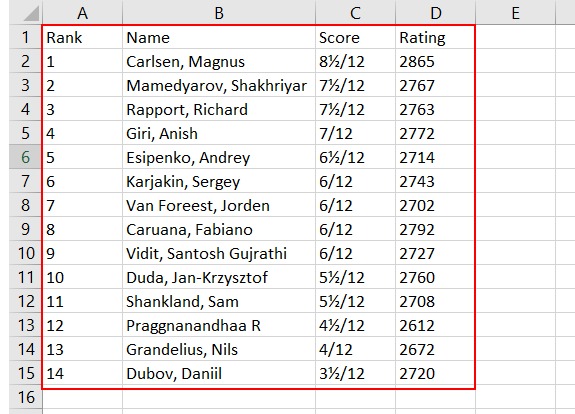 A B C D E
1 Rank Name Score Rating
2 1 Carlsen, Magnus 8½/12 2865
3 2 Mamedyarov, Shakhriyar 7½/12 2767
4 3 Rapport, Richard 7½/12 2763
5 4 Giri, Anish 7/12 2772
6 5 Esipenko, Andrey 6½/12 2714
7 6 Karjakin, Sergey 6/12 2743
8 7 Van Foreest, Jorden 6/12 2702
9 8 Caruana, Fabiano 6/12 2792
10 9 Vidit, Santosh Gujrathi 6/12 2727
11 10 Duda, Jan-Krzysztof 5½/12 2760
12 11 Shankland, Sam 5½/12 2708
13 12 Praggnanandhaa R 4½/12 2612
14 13 Grandelius, Nils 4/12 2672
15 14 Dubov, Daniil 3½/12 2720
16